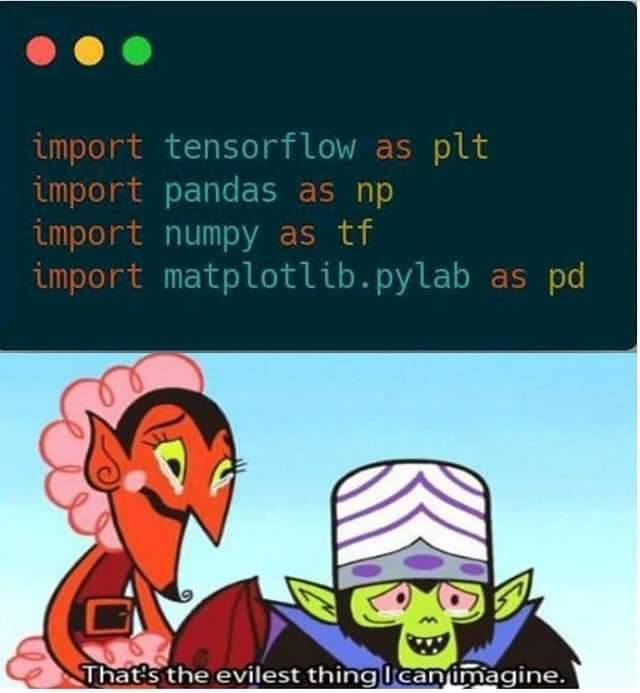 import tensorflow as plt
import pandas as np
import numpy as tf
import matplotlib.pylab as pd
That's the evilest thing I can imagine.